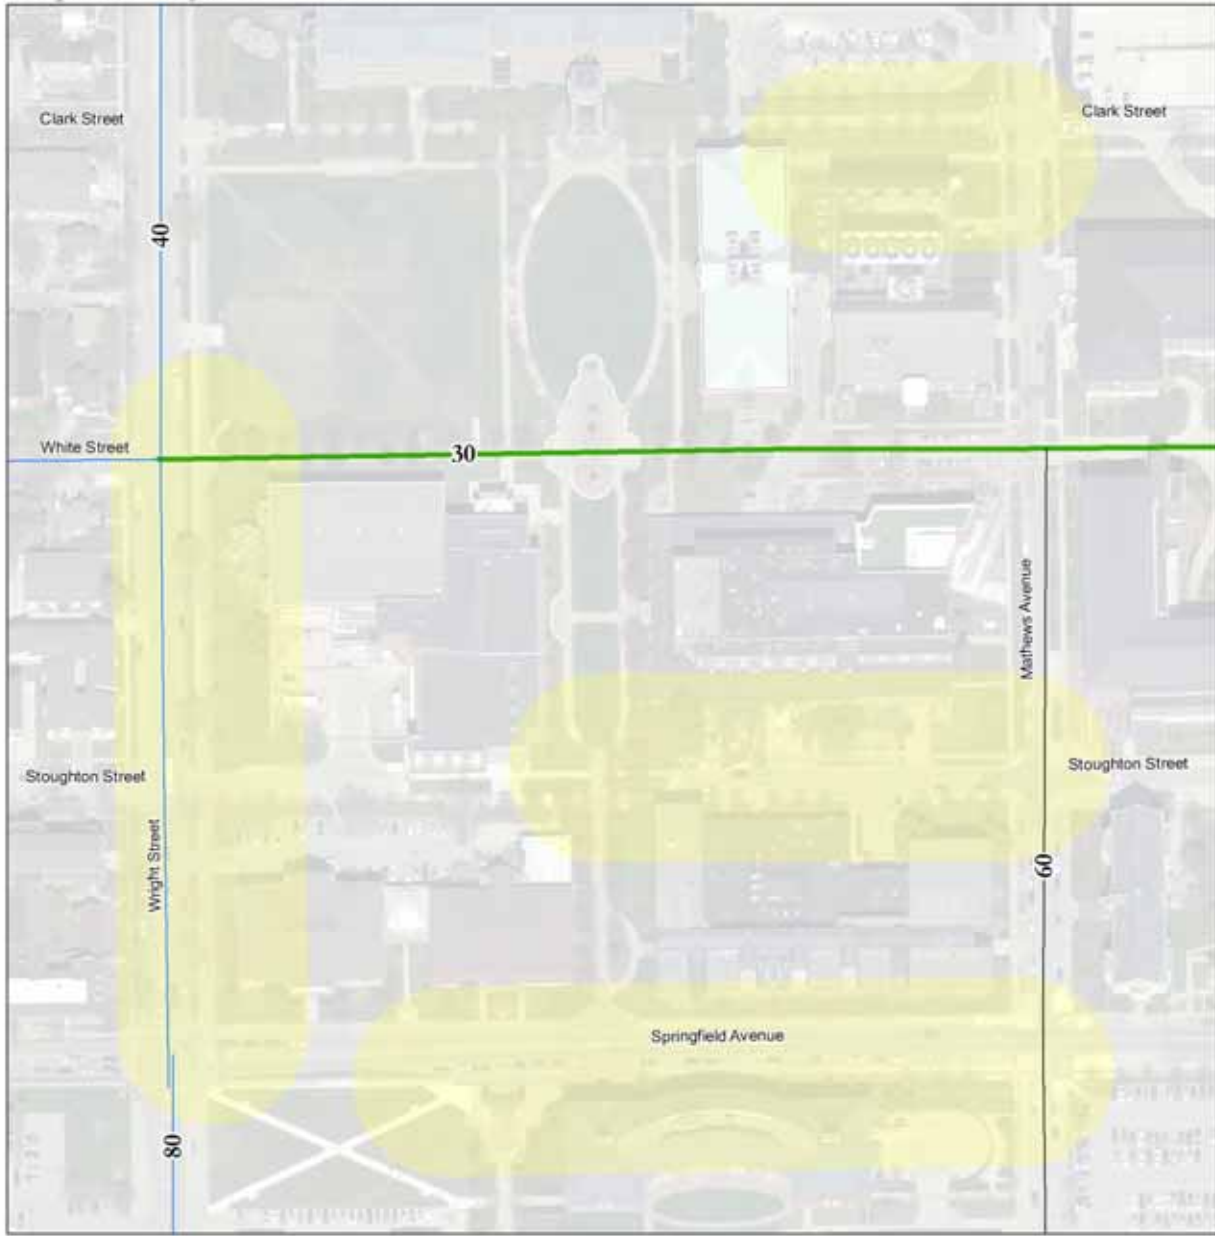 Clark Street
Clark Street
40
White Street
30
Mathews Avenue
Stoughton Street
Stoughton Street
Wright Street
60
Springfield Avenue
80